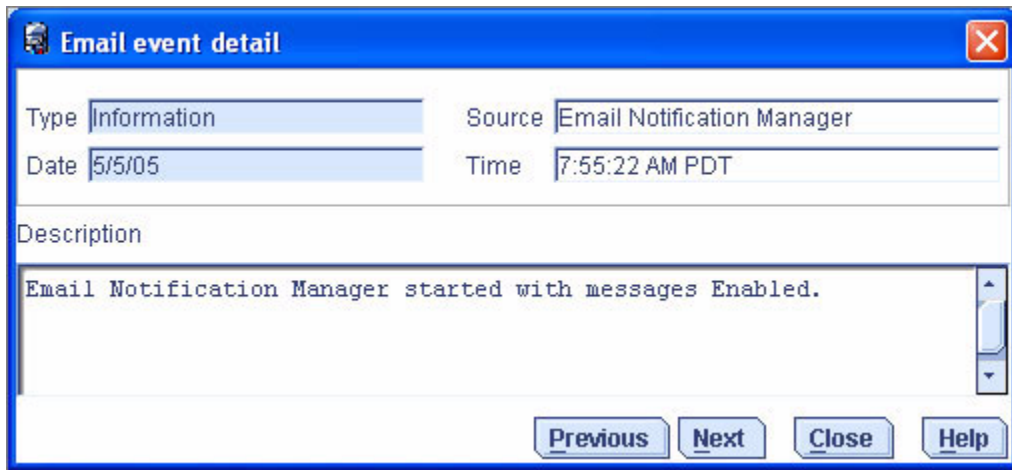 Email event detail
Type Information Source Email Notification Manager
Date 5/5/05 Time 7:55:22 AM PDT
Description
Email Notification Manager started with messages Enabled.
Previous Next Close Help